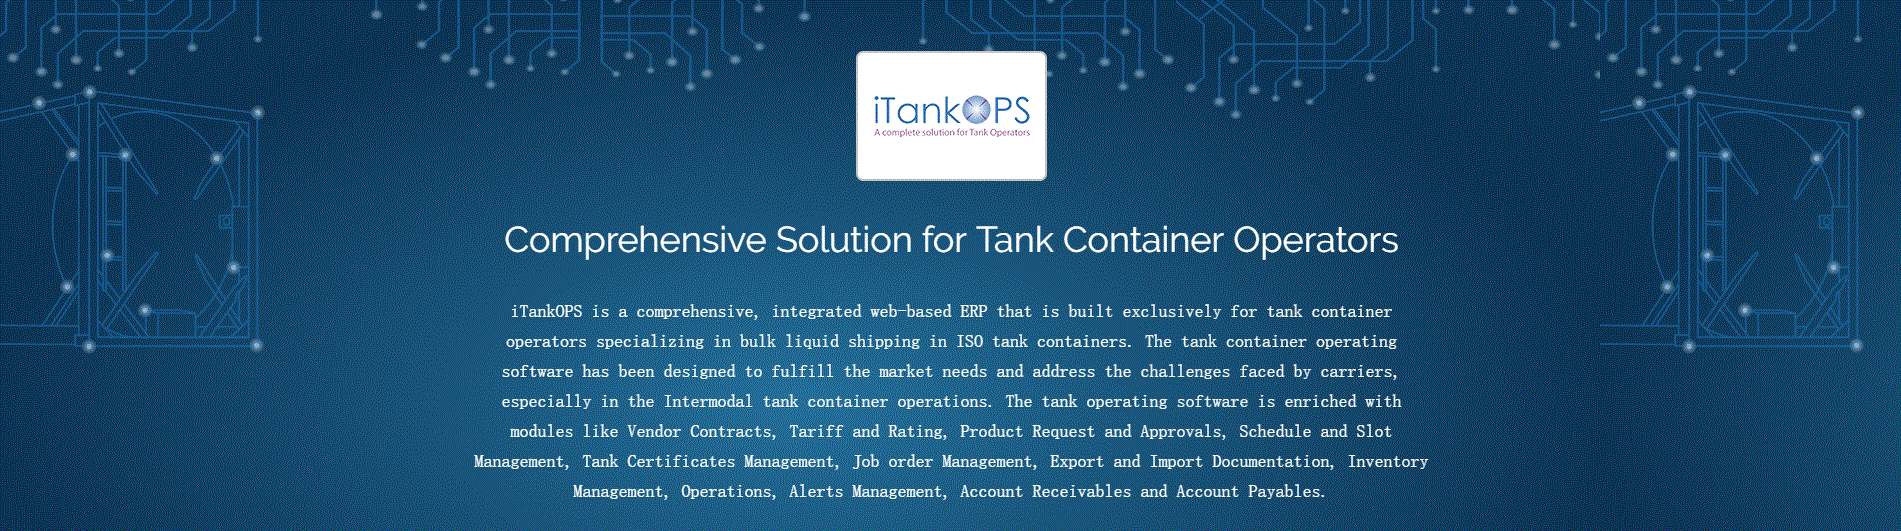 iTankOPS
A complete solution for Tank Operators
Comprehensive Solution for Tank Container Operators
iTankOPS is a comprehensive, integrated web-based ERP that is built exclusively for tank container
operators specializing in bulk liquid shipping in ISO tank containers. The tank container operating
software has been designed to fulfill the market needs and address the challenges faced by carriers,
especially in the Intermodal tank container operations. The tank operating software is enriched with
modules like Vendor Contracts, Tariff and Rating, Product Request and Approvals, Schedule and Slot
Management, Tank Certificates Management, Job order Management, Export and Import Documentation, Inventory
Management, Operations, Alerts Management, Account Receivables and Account Payables.